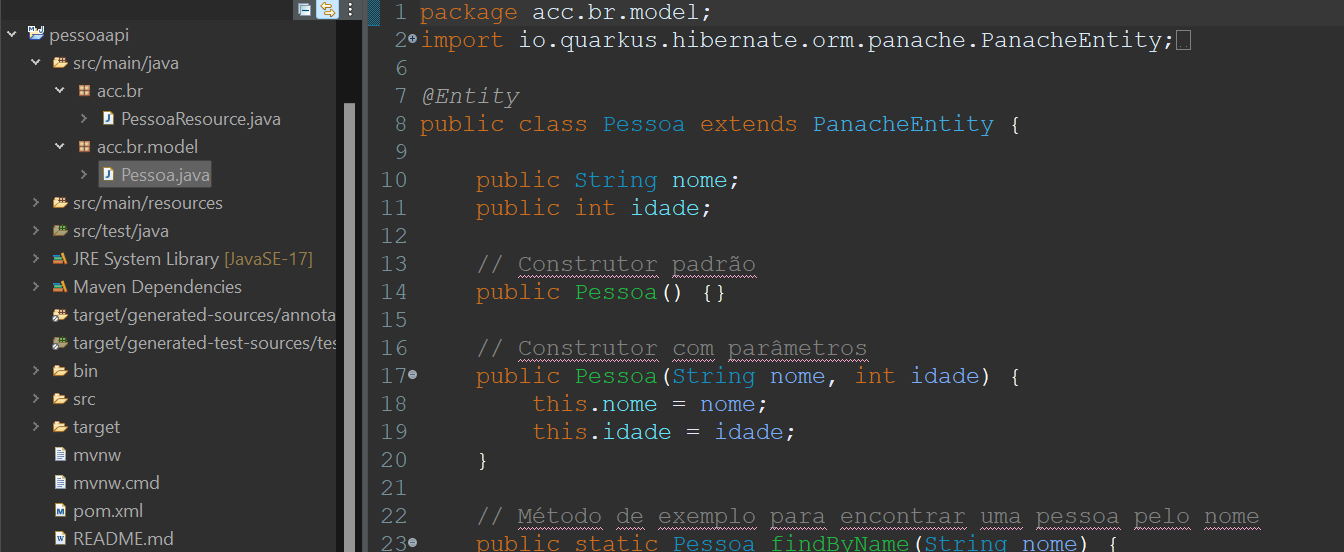 pessoaapi
src/main/java
acc.br
PessoaResource.java
acc.br.model
Pessoa.java
src/main/resources
src/test/java
JRE System Library [JavaSE-17]
Maven Dependencies
target/generated-sources/annota
target/generated-test-sources/tes
bin
src
target
mvnw
mvnw.cmd
pom.xml
README.md
1 package acc.br.model;
2 import io.quarkus.hibernate.orm.panache.PanacheEntity;
6
7 @Entity
8 public class Pessoa extends PanacheEntity {
9
10 public String nome;
11 public int idade;
12
13 // Construtor padrão
14 public Pessoa() {}
15
16 // Construtor com parâmetros
17 public Pessoa(String nome, int idade) {
18 this.nome = nome;
19 this.idade = idade;
20 }
21
22 // Método de exemplo para encontrar uma pessoa pelo nome
23 public static Pessoa findByName(String nome) {